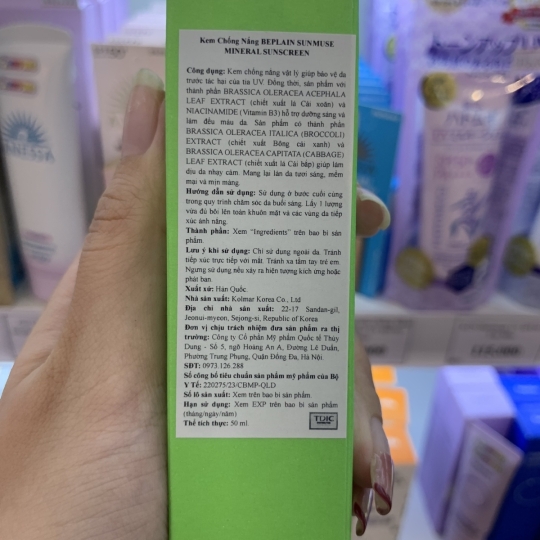 Kem Chống Nắng BEPLAIN SUNMUSE
MINERAL SUNSCREEN
Công dụng: Kem chống nắng vật lý giúp bảo vệ da
trước tác hại của tia UV. Đồng thời, sản phẩm với
thành phần BRASSICA OLERACEA ACEPHALA
LEAF EXTRACT (chiết xuất lá Cải xoăn) và
NIACINAMIDE (Vitamin B3) hỗ trợ dưỡng sáng và
làm đều màu da. Sản phẩm có thành phần
BRASSICA OLERACEA ITALICA (BROCCOLI)
EXTRACT (chiết xuất Bông cải xanh) và
BRASSICA OLERACEA CAPITATA (CABBAGE)
LEAF EXTRACT (chiết xuất lá Cải bắp) giúp làm
dịu da nhạy cảm. Mang lại làn da tươi sáng, mềm
mại và mịn màng.
Hướng dẫn sử dụng: Sử dụng ở bước cuối cùng
trong quy trình chăm sóc da buổi sáng. Lấy 1 lượng
vừa đủ bôi lên toàn khuôn mặt và các vùng da tiếp
xúc ánh nắng.
Thành phần: Xem "Ingredients" trên bao bì sản
phẩm.
Lưu ý khi sử dụng: Chỉ sử dụng ngoài da. Tránh
tiếp xúc trực tiếp với mắt. Tránh xa tầm tay trẻ em.
Ngưng sử dụng nếu xảy ra hiện tượng kích ứng hoặc
phát ban.
Xuất xứ: Hàn Quốc.
Nhà sản xuất: Kolmar Korea Co., Ltd
Địa chỉ nhà sản xuất: 22-17 Sandan-gil,
Jeonui-myeon, Sejong-si, Republic of Korea
Đơn vị chịu trách nhiệm đưa sản phẩm ra thị
trường: Công ty Cổ phần Mỹ phẩm Quốc tế Thùy
Dung - Số 5, ngõ Hoàng An A, Đường Lê Duẩn,
Phường Trung Phụng, Quận Đống Đa, Hà Nội.
SĐT: 0973.126.288
Số công bố tiêu chuẩn sản phẩm mỹ phẩm của Bộ
Y Tế: 220275/23/CBMP-QLD
Số lô sản xuất: Xem trên bao bì sản phẩm.
Hạn sử dụng: Xem EXP trên bao bì sản phẩm
(tháng/ngày/năm)
Thể tích thực: 50 ml.
TDIC